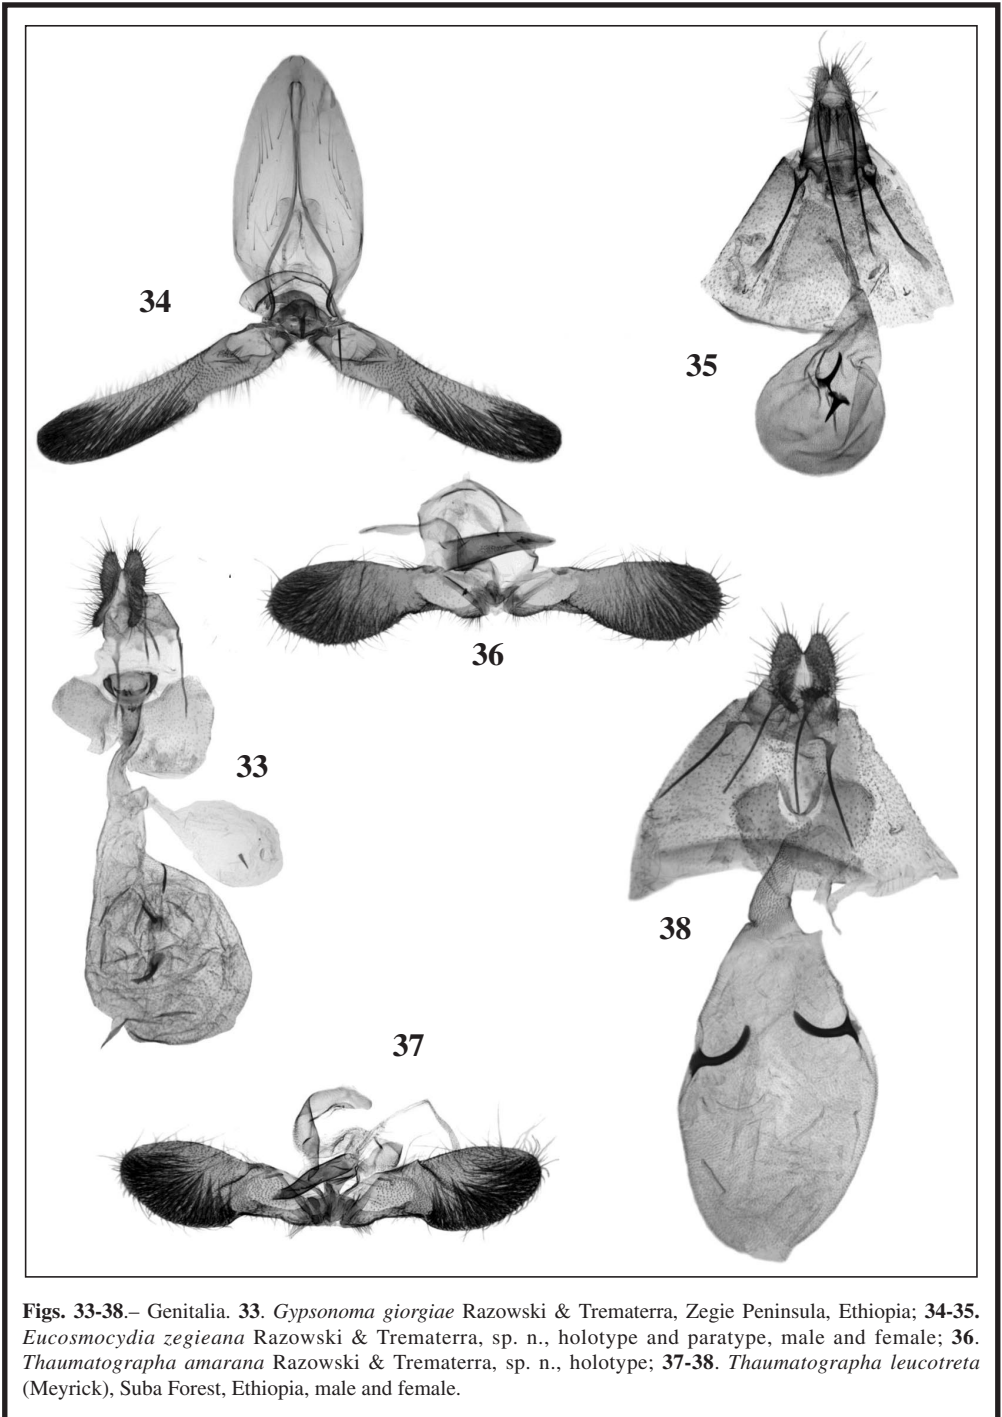 34
35
36
33
38
37
Figs. 33-38.– Genitalia. 33. Gypsonoma giorgiae Razowski & Trematerra, Zegie Peninsula, Ethiopia; 34-35.
Eucosmocydia zegieana Razowski & Trematerra, sp. n., holotype and paratype, male and female; 36.
Thaumatographa amarana Razowski & Trematerra, sp. n., holotype; 37-38. Thaumatographa leucotreta
(Meyrick), Suba Forest, Ethiopia, male and female.